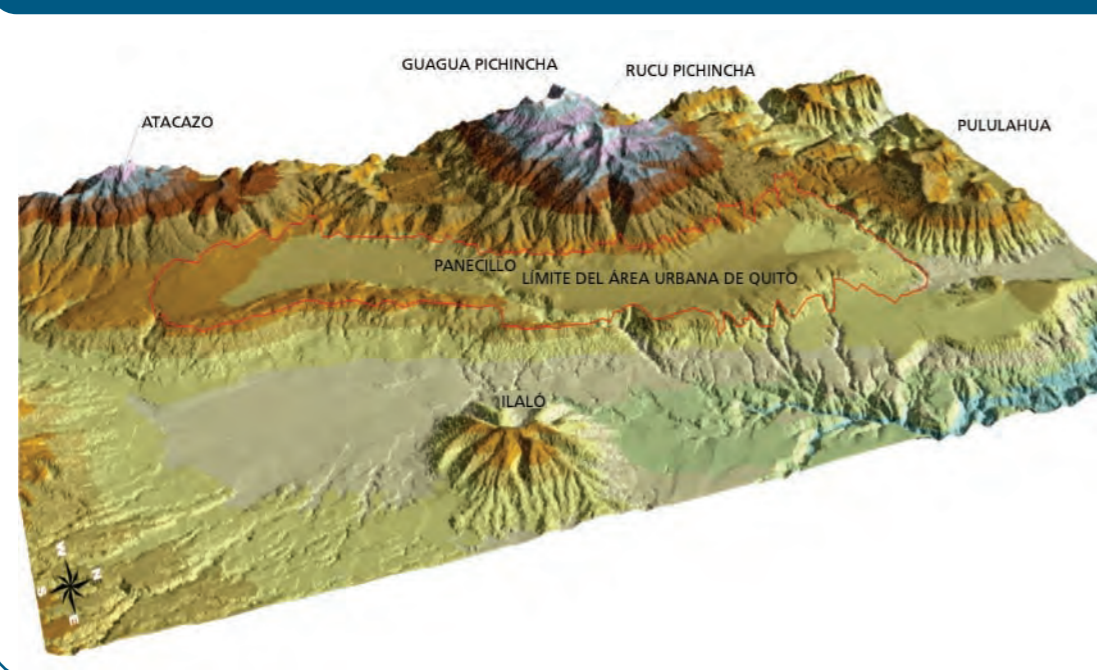 GUAGUA PICHINCHA
RUCU PICHINCHA
ATACAZO
PULULAHUA
PANECILLO
LÍMITE DEL ÁREA URBANA DE QUITO
ILALÓ
W
N
S
E